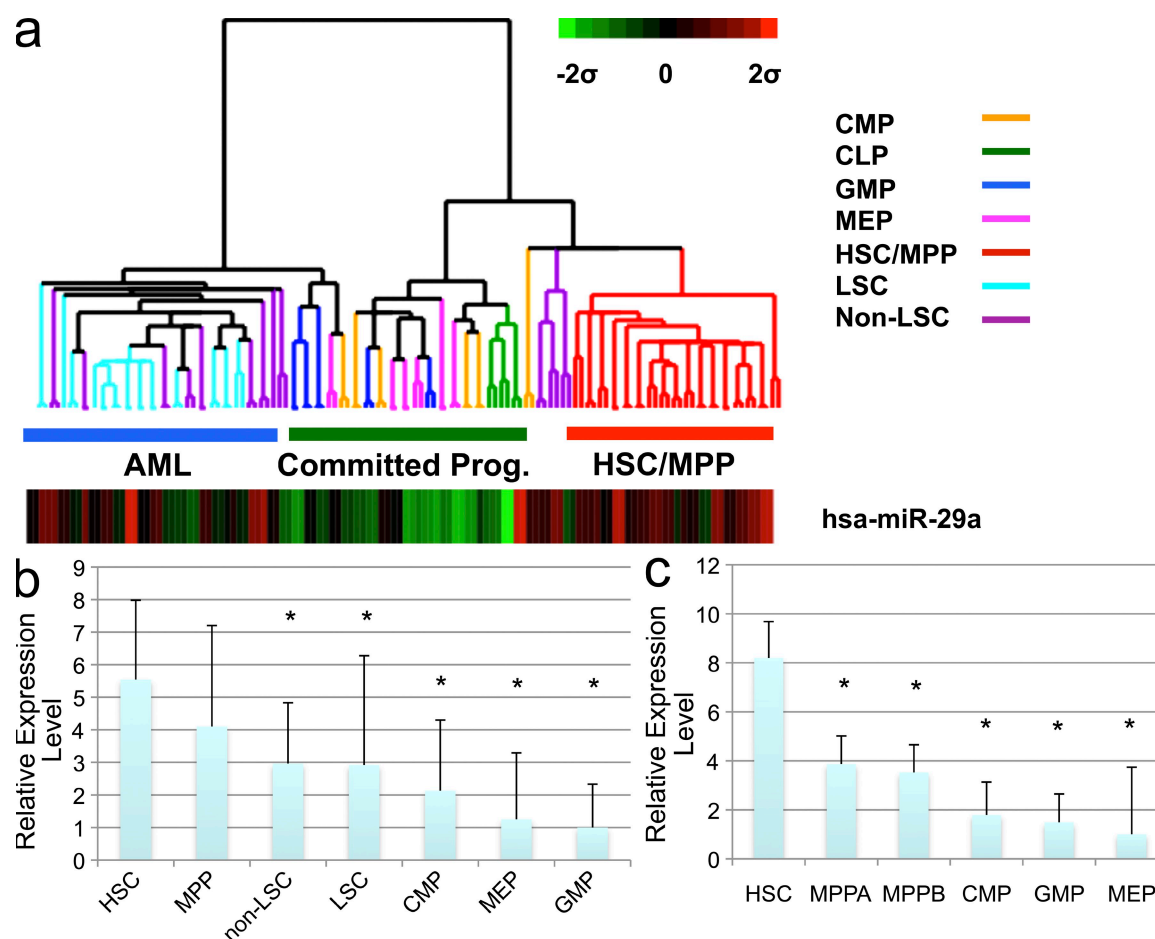 a
-2σ 0 2σ
CMP
CLP
GMP
MEP
HSC/MPP
LSC
Non-LSC
AML Committed Prog. HSC/MPP
hsa-miR-29a
b
Relative Expression
Level
9
8
7
6
5
4
3
2
1
0
* * * * *
HSC MPP non-LSC LSC CMP MEP GMP
c
Relative Expression
Level
12
10
8
6
4
2
0
* * * * *
HSC MPPA MPPB CMP GMP MEP